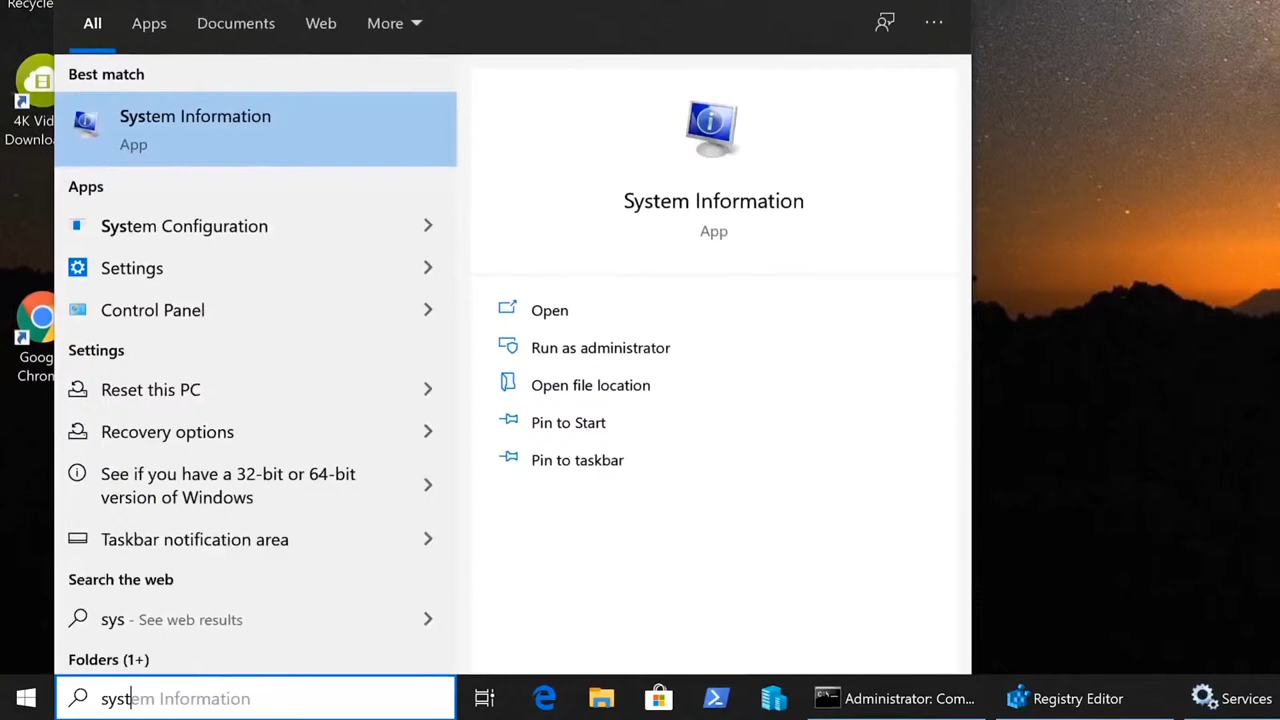 Recycle
All Apps Documents Web More
4K Vid
Downlo
Goog
Chron
Best match
System Information
App
Apps
System Configuration
Settings
Control Panel
Settings
Reset this PC
Recovery options
See if you have a 32-bit or 64-bit
version of Windows
Taskbar notification area
Search the web
sys - See web results
Folders (1+)
System Information
App
Open
Run as administrator
Open file location
Pin to Start
Pin to taskbar
system Information
Administrator: Com...
Registry Editor
Services